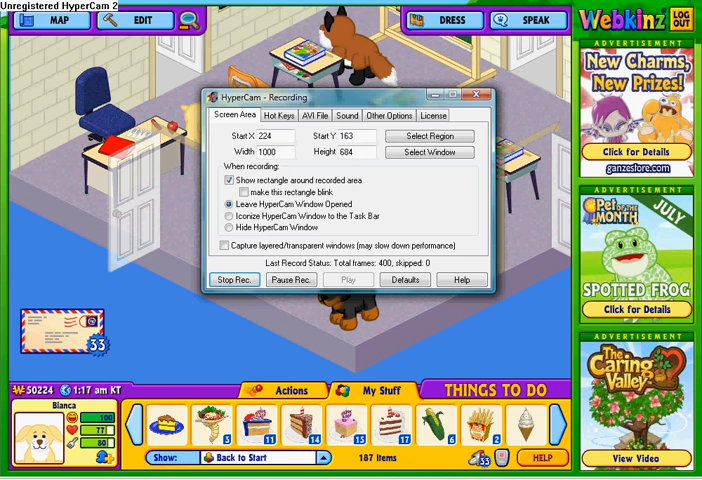 Unregistered HyperCam 2
MAP
EDIT
DRESS
SPEAK
Webkinz
LOG OUT
ADVERTISEMENT
New Charms,
New Prizes!
Click for Details
ganzestore.com
HyperCam - Recording
Screen Area
Hot Keys
AVI File
Sound
Other Options
License
Start X 224
Start Y 163
Select Region
Width 1000
Height 684
Select Window
When recording:
Show rectangle around recorded area
make this rectangle blink
Leave HyperCam Window Opened
Iconize HyperCam Window to the Task Bar
Hide HyperCam Window
Capture layered/transparent windows (may slow down performance)
Last Record Status: Total frames: 400, skipped: 0
Stop Rec.
Pause Rec.
Play
Defaults
Help
ADVERTISEMENT
Pet OF THE
MONTH
JULY
SPOTTED FROG
Click for Details
33
ADVERTISEMENT
The
Caring
Valley
View Video
W 50224
1:17 am KT
Actions
My Stuff
THINGS TO DO
Bianca
100
77
80
2
3
11
14
15
17
6
2
Show:
Back to Start
187 Items
33
HELP